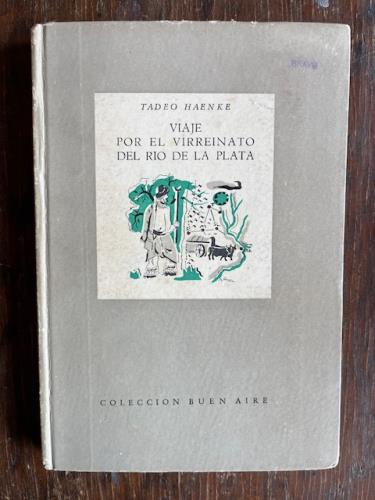 TADEO HAENKE
VIAJE
POR EL VIRREINATO
DEL RIO DE LA PLATA
COLECCION BUEN AIRE